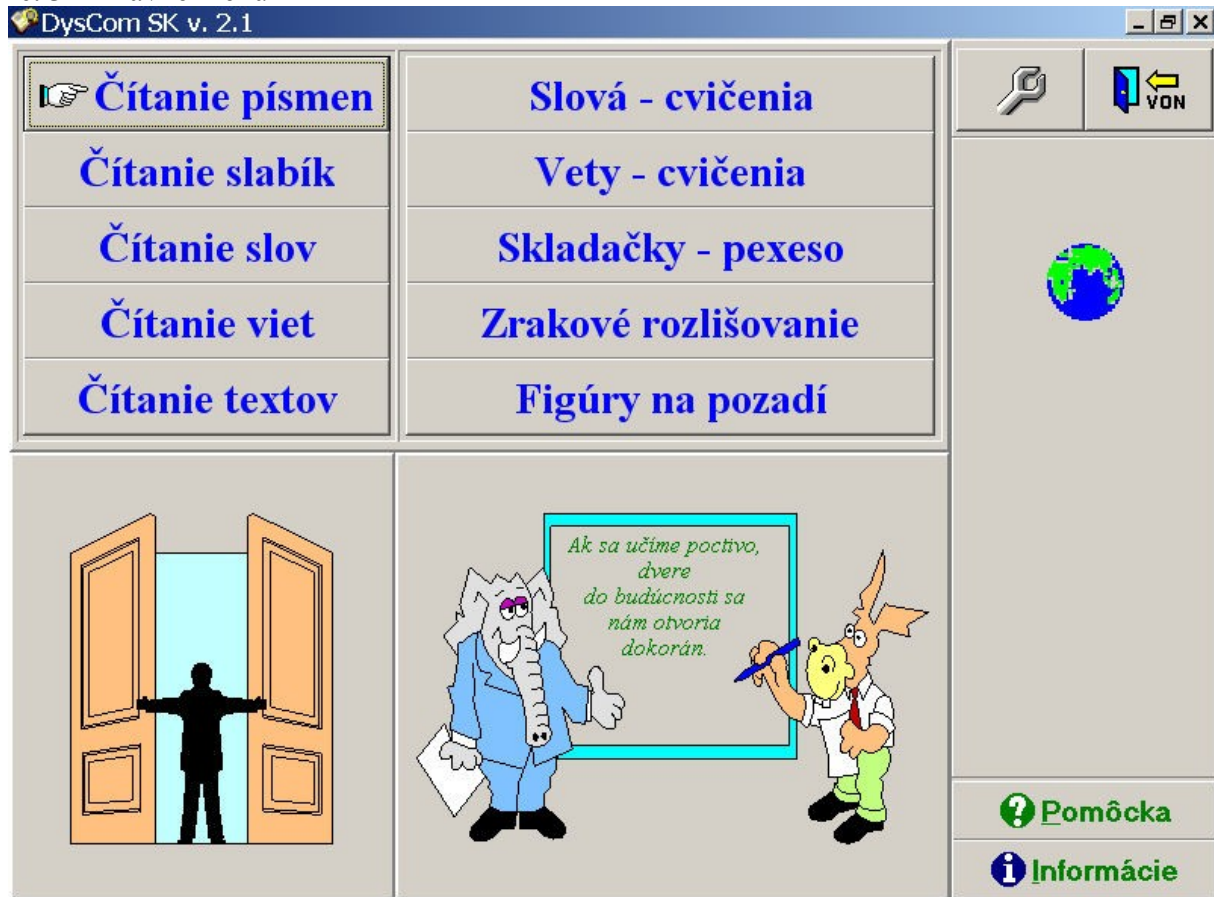 DysCom SK v. 2.1
Čítanie písmen
Čítanie slabík
Čítanie slov
Čítanie viet
Čítanie textov
Slová - cvičenia
Vety - cvičenia
Skladačky - pexeso
Zrakové rozlišovanie
Figúry na pozadí
VON
Ak sa učíme poctivo,
dvere
do budúcnosti sa
nám otvoria
dokorán.
Pomôcka
Informácie